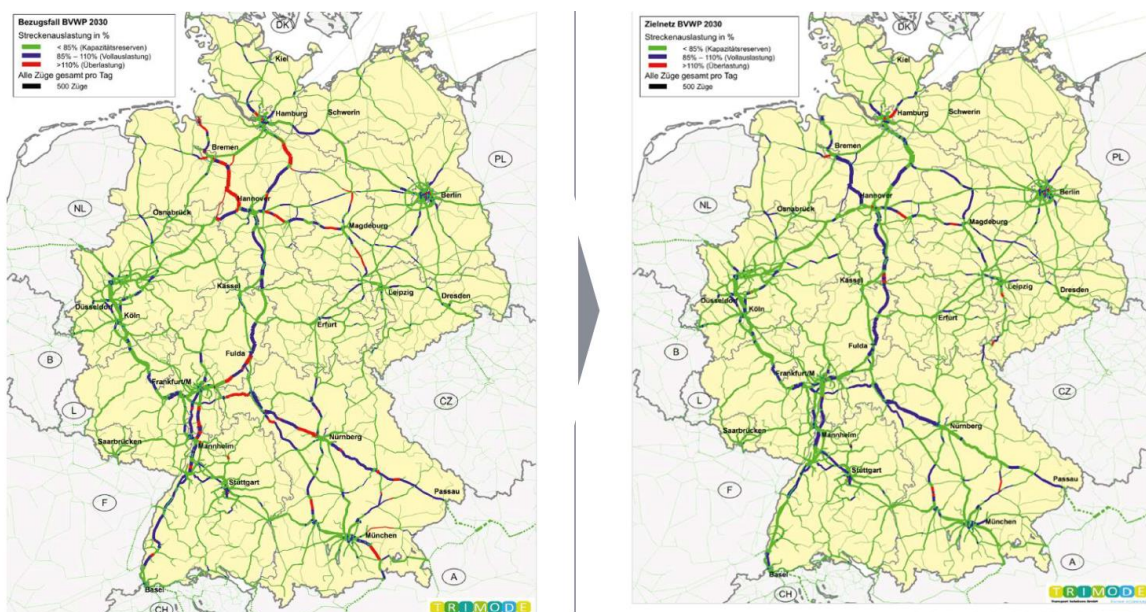 Bezugsfall BVWP 2030
Streckenauslastung in %
< 85% (Kapazitätsreserven)
85% – 110% (Vollauslastung)
>110% (Überlastung)
Alle Züge gesamt pro Tag
500 Züge
DK
Kiel
Hamburg
Schwerin
Bremen
PL
Berlin
NL
Hannover
Osnabrück
Magdeburg
Kassel
Leipzig
Düsseldorf
Dresden
Köln
Erfurt
B
Fulda
Frankfurt/M
CZ
L
Saarbrücken
Nürnberg
Mannheim
Stuttgart
Passau
F
München
Basel
A
CH
TRIMODE
Zielnetz BVWP 2030
Streckenauslastung in %
< 85% (Kapazitätsreserven)
85% – 110% (Vollauslastung)
>110% (Überlastung)
Alle Züge gesamt pro Tag
500 Züge
DK
Kiel
Hamburg
Schwerin
Bremen
PL
Berlin
NL
Hannover
Osnabrück
Magdeburg
Kassel
Leipzig
Düsseldorf
Dresden
Köln
Erfurt
B
Fulda
Frankfurt/M
CZ
L
Saarbrücken
Nürnberg
Mannheim
Stuttgart
Passau
F
München
Basel
A
CH
TRIMODE